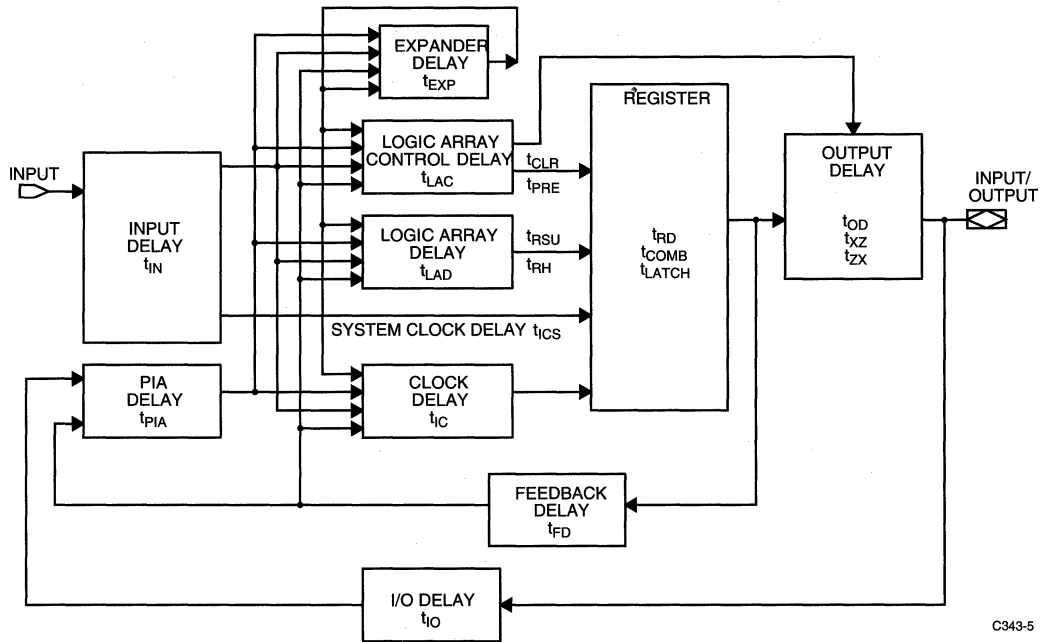 EXPANDER
DELAY
tEXP
REGISTER
LOGIC ARRAY
CONTROL DELAY
tLAC
tCLR
tPRE
OUTPUT
DELAY
tOD
tXZ
tZX
INPUT
INPUT/
OUTPUT
INPUT
DELAY
tIN
LOGIC ARRAY
DELAY
tLAD
tRSU
tRH
tRD
tCOMB
tLATCH
SYSTEM CLOCK DELAY tICS
PIA
DELAY
tPIA
CLOCK
DELAY
tIC
FEEDBACK
DELAY
tFD
I/O DELAY
tIO
C343-5